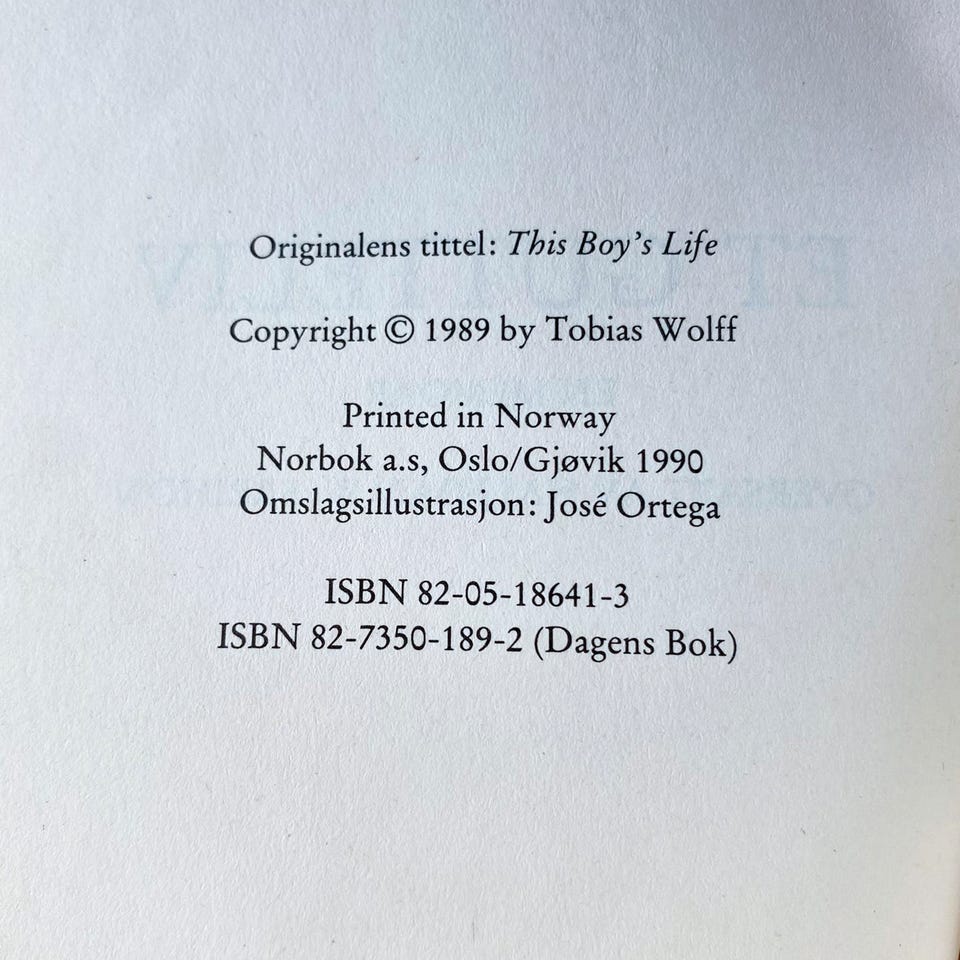 Originalens tittel: This Boy's Life
Copyright © 1989 by Tobias Wolff
Printed in Norway
Norbok a.s, Oslo/Gjøvik 1990
Omslagsillustrasjon: José Ortega
ISBN 82-05-18641-3
ISBN 82-7350-189-2 (Dagens Bok)